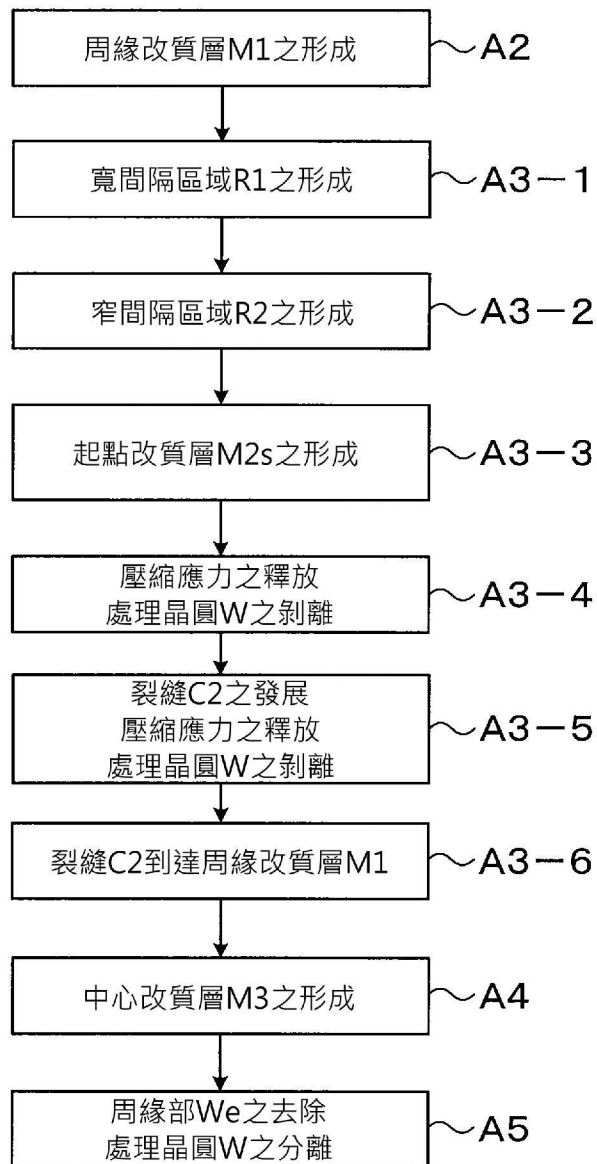 周緣改質層M1之形成
A2
寬間隔區域R1之形成
A3-1
窄間隔區域R2之形成
A3-2
起點改質層M2s之形成
A3-3
壓縮應力之釋放
處理晶圓W之剝離
A3-4
裂縫C2之發展
壓縮應力之釋放
處理晶圓W之剝離
A3-5
裂縫C2到達周緣改質層M1
A3-6
中心改質層M3之形成
A4
周緣部We之去除
處理晶圓W之分離
A5